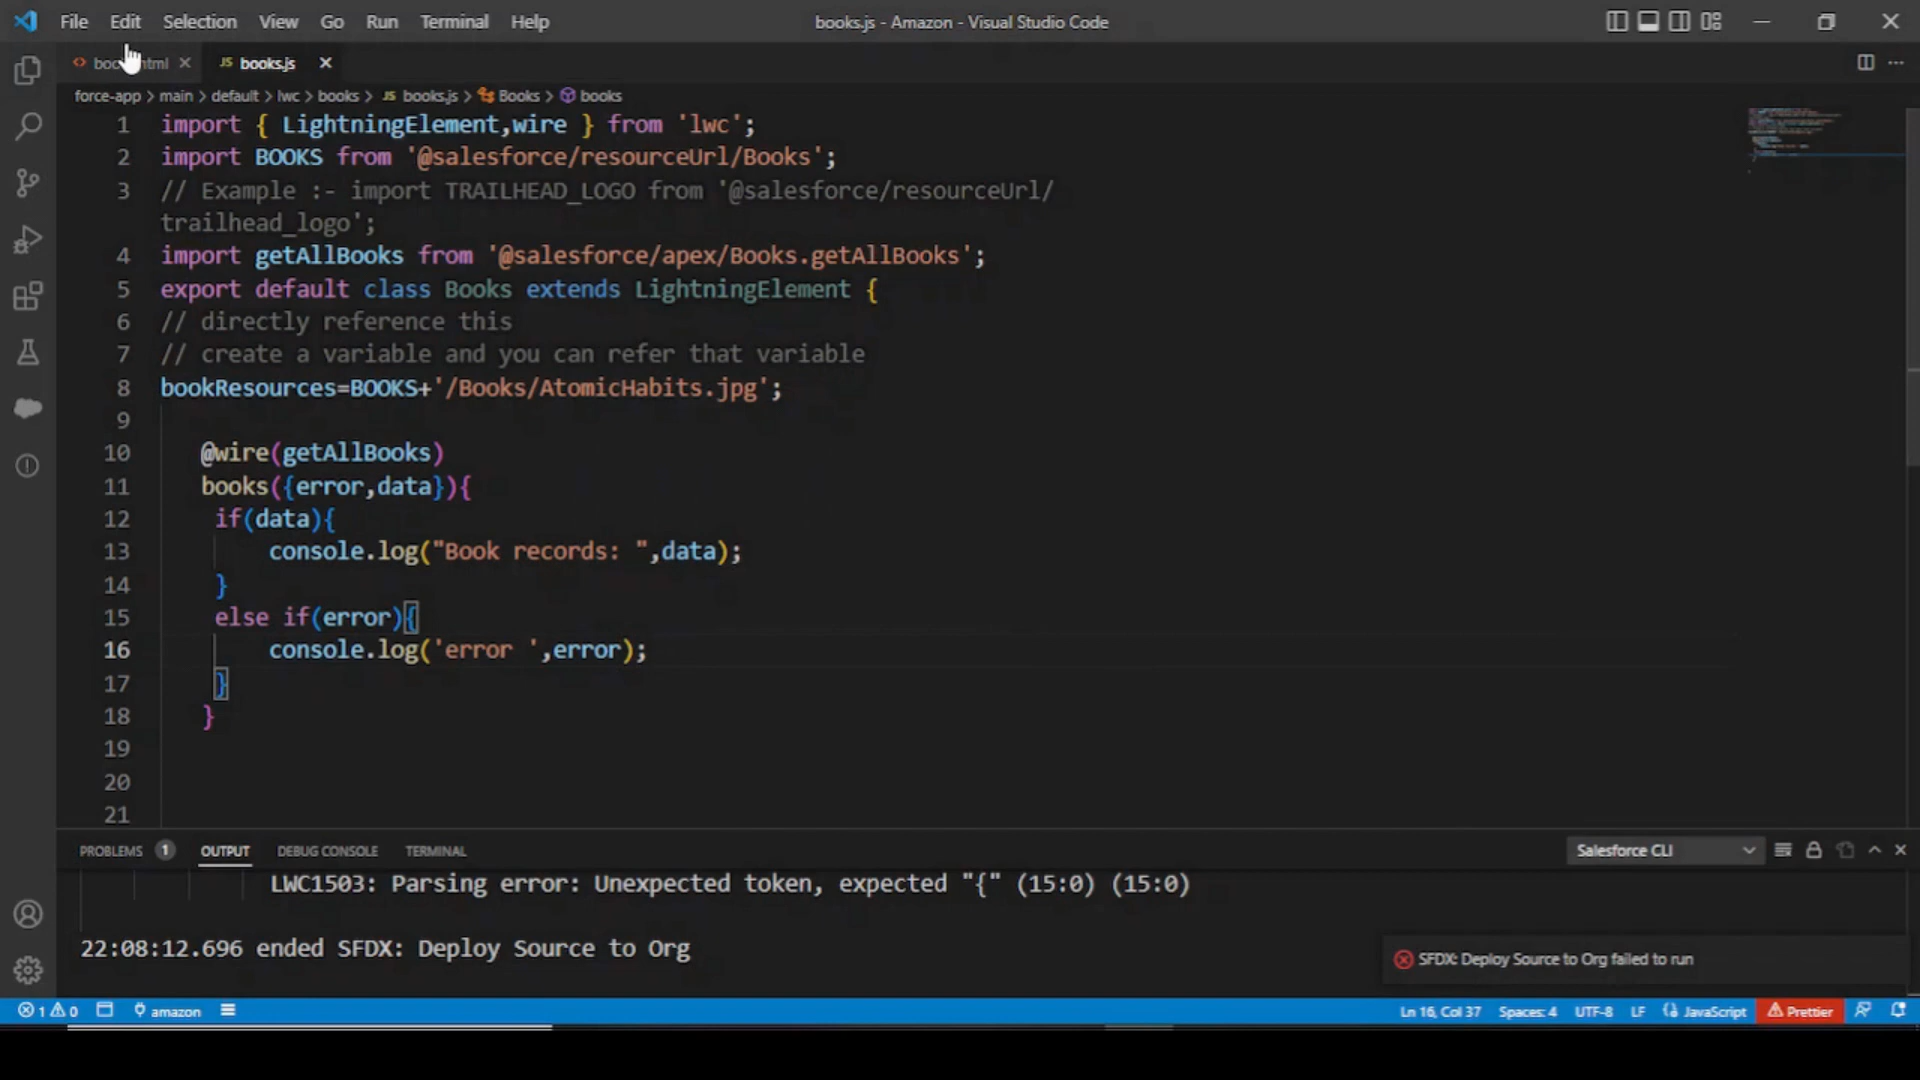 File Edit Selection View Go Run Terminal Help books.js - Amazon - Visual Studio Code
JS books.js
force-app > main > default > lwc > books > JS books.js > Books > books
1 import { LightningElement,wire } from 'lwc';
2 import BOOKS from '@salesforce/resourceUrl/Books';
3 // Example :- import TRAILHEAD_LOGO from '@salesforce/resourceUrl/
trailhead_logo';
4 import getAllBooks from '@salesforce/apex/Books.getAllBooks';
5 export default class Books extends LightningElement {
6 // directly reference this
7 // create a variable and you can refer that variable
8 bookResources=BOOKS+'/Books/AtomicHabits.jpg';
9
10 @wire(getAllBooks)
11 books({error,data}){
12 if(data){
13 console.log("Book records: ",data);
14 }
15 else if(error){
16 console.log('error ',error);
17 }
18 }
19
20
21
PROBLEMS 1 OUTPUT DEBUG CONSOLE TERMINAL Salesforce CLI
LWC1503: Parsing error: Unexpected token, expected "{" (15:0) (15:0)
22:08:12.696 ended SFDX: Deploy Source to Org
SFDX: Deploy Source to Org failed to run
1 0 amazon Ln 16, Col 37 Spaces: 4 UTF-8 LF JavaScript Prettier